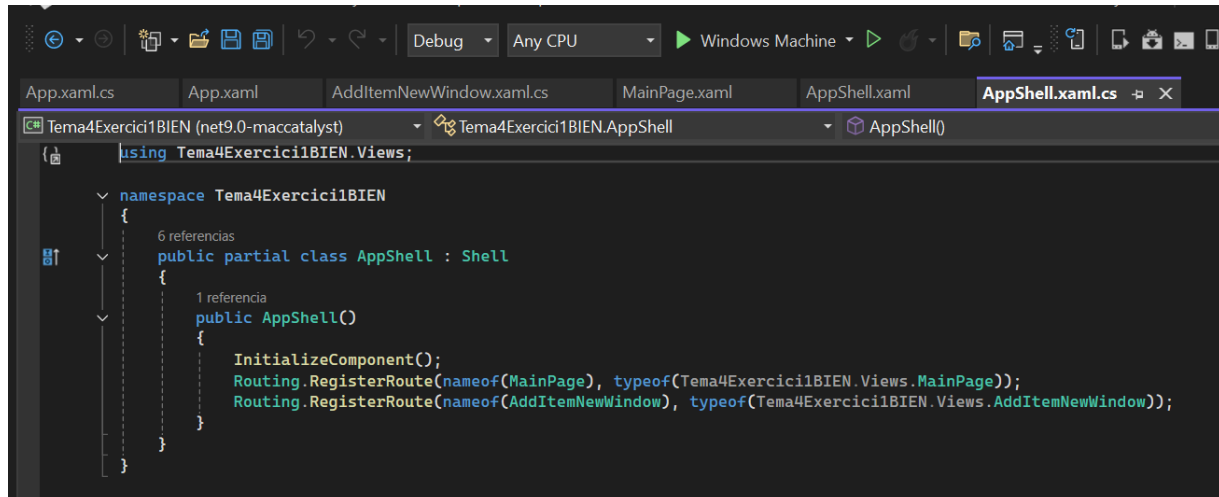 Debug Any CPU Windows Machine
App.xaml.cs App.xaml AddItemNewWindow.xaml.cs MainPage.xaml AppShell.xaml AppShell.xaml.cs
C# Tema4Exercici1BIEN (net9.0-maccatalyst) Tema4Exercici1BIEN.AppShell AppShell()
using Tema4Exercici1BIEN.Views;
namespace Tema4Exercici1BIEN
{
6 referencias
public partial class AppShell : Shell
{
1 referencia
public AppShell()
{
InitializeComponent();
Routing.RegisterRoute(nameof(MainPage), typeof(Tema4Exercici1BIEN.Views.MainPage));
Routing.RegisterRoute(nameof(AddItemNewWindow), typeof(Tema4Exercici1BIEN.Views.AddItemNewWindow));
}
}
}